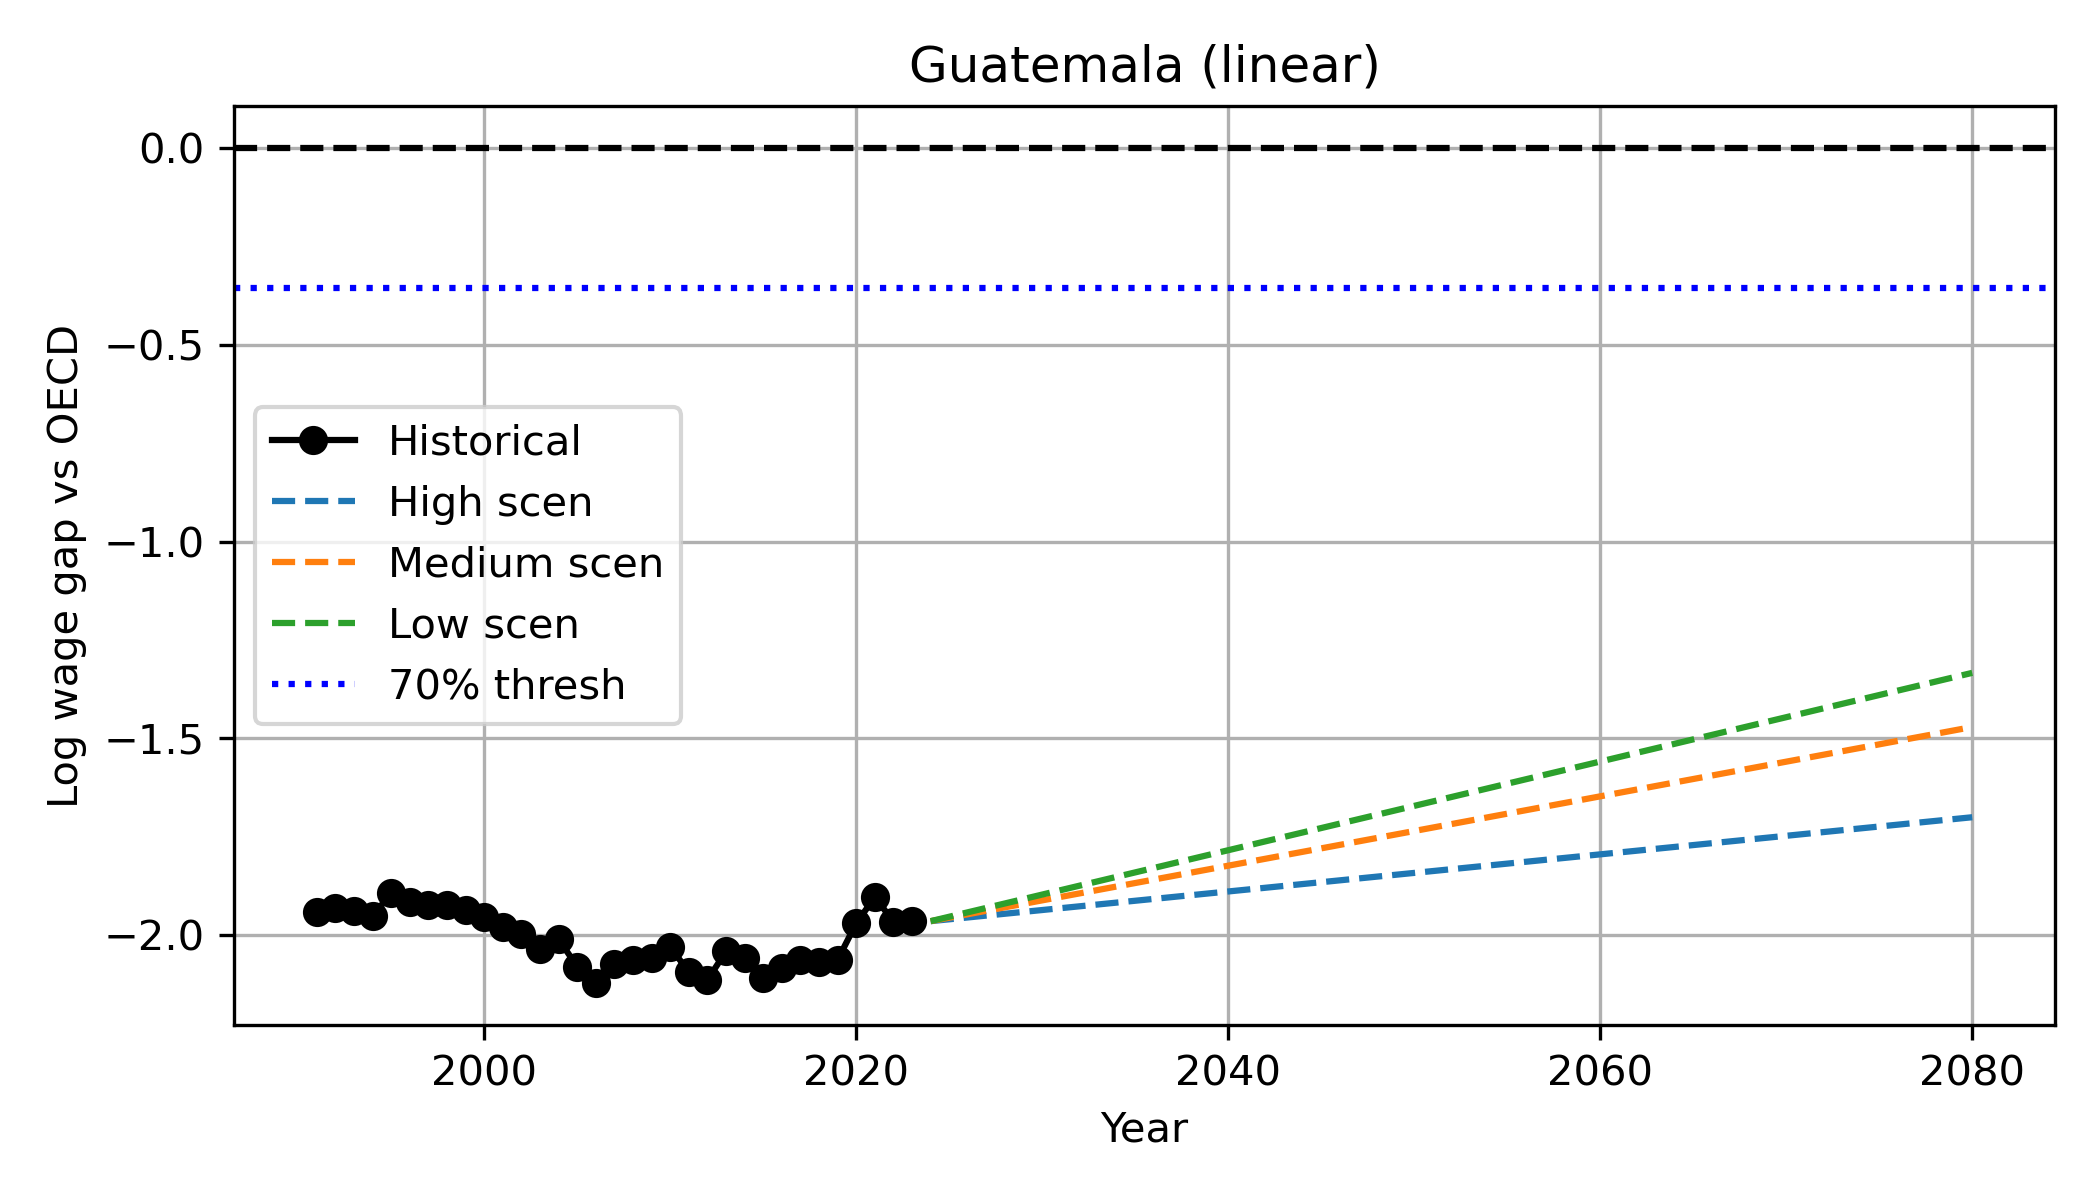 Guatemala (linear)
Log wage gap vs OECD
0.0
−0.5
−1.0
−1.5
−2.0
Historical
High scen
Medium scen
Low scen
70% thresh
2000 2020 2040 2060 2080
Year